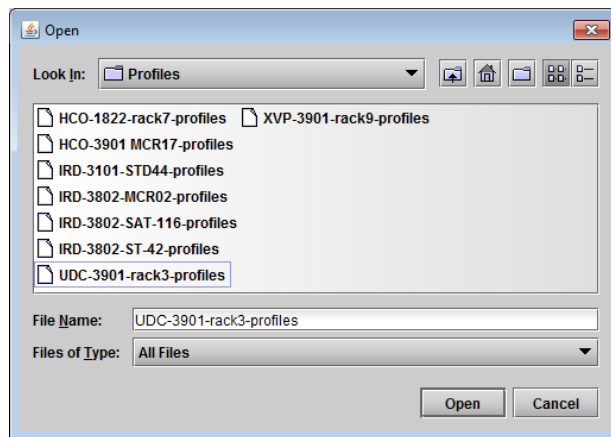 Open
Look In: Profiles
HCO-1822-rack7-profiles XVP-3901-rack9-profiles
HCO-3901 MCR17-profiles
IRD-3101-STD44-profiles
IRD-3802-MCR02-profiles
IRD-3802-SAT-116-profiles
IRD-3802-ST-42-profiles
UDC-3901-rack3-profiles
File Name: UDC-3901-rack3-profiles
Files of Type: All Files
Open Cancel